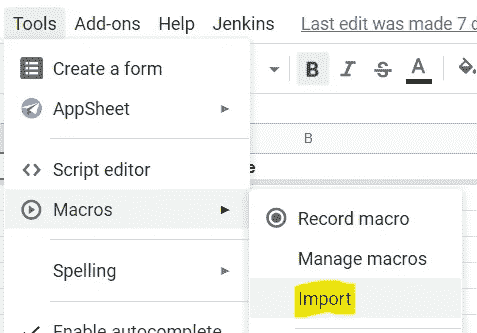 Tools Add-ons Help Jenkins Last edit was made 7 d
Create a form
B I S A
AppSheet
B
Script editor
Macros
Record macro
Manage macros
Spelling
Import
Enable autocomplete